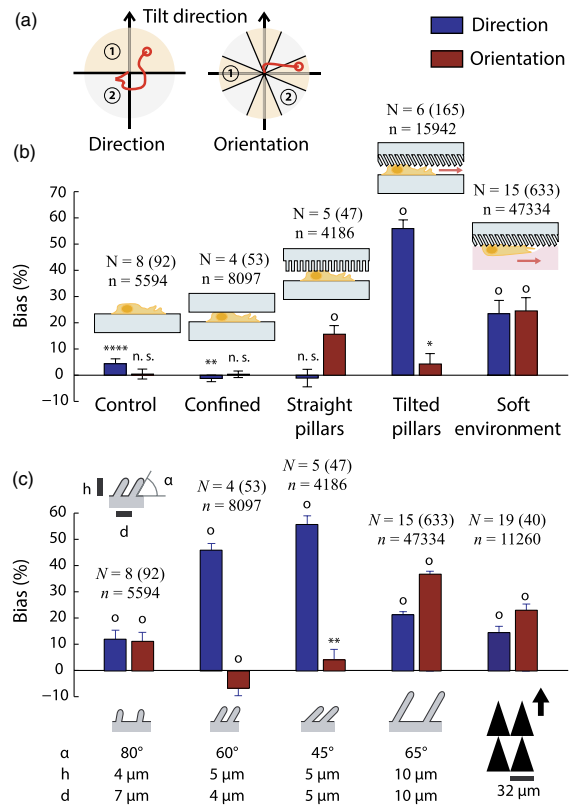 (a)
Tilt direction
Direction
Orientation
1
2
1
2
Direction
Orientation
(b)
Bias (%)
70
60
50
40
30
20
10
0
−10
N = 8 (92)
n = 5594
**** n. s.
N = 4 (53)
n = 8097
** n. s.
N = 5 (47)
n = 4186
n. s. o
N = 6 (165)
n = 15942
o *
N = 15 (633)
n = 47334
o o
Control Confined Straight pillars Tilted pillars Soft environment
(c)
h α
d
Bias (%)
60
50
40
30
20
10
0
−10
N = 8 (92)
n = 5594
o o
N = 4 (53)
n = 8097
o o
N = 5 (47)
n = 4186
o **
N = 15 (633)
n = 47334
o o
N = 19 (40)
n = 11260
o o
α 80° 60° 45° 65°
h 4 μm 5 μm 5 μm 10 μm
d 7 μm 4 μm 5 μm 10 μm
32 μm